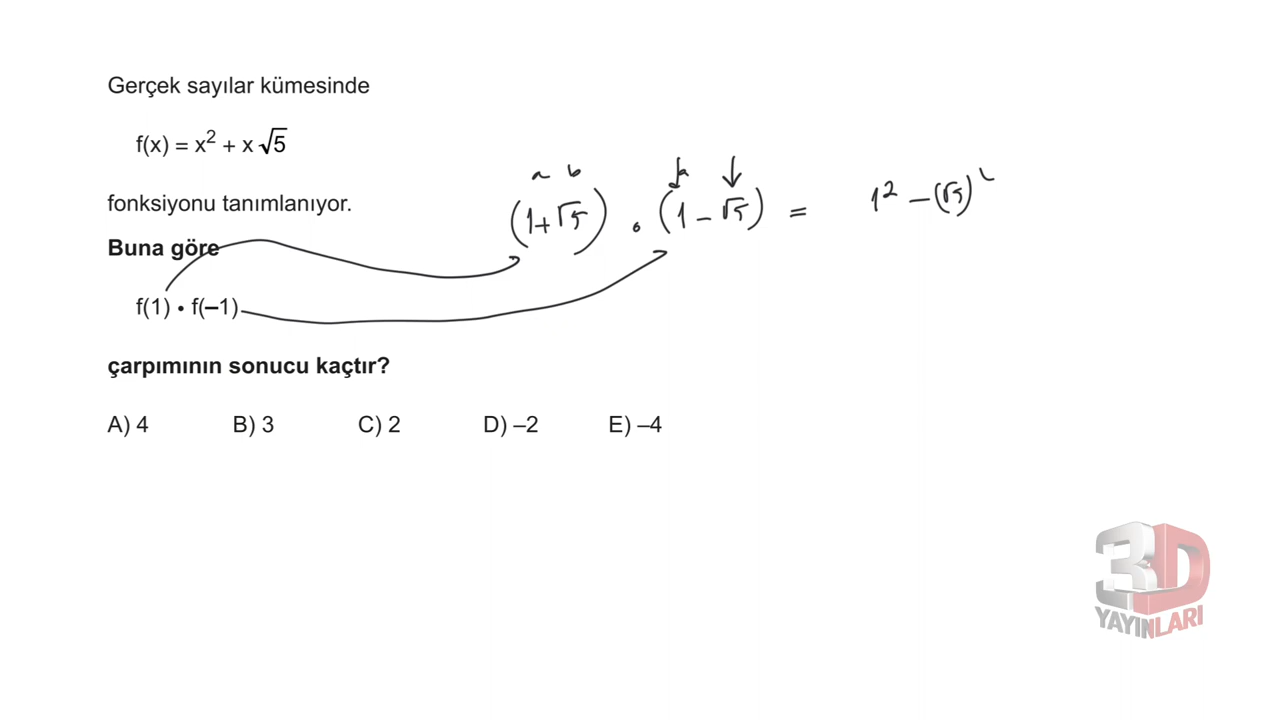 Gerçek sayılar kümesinde
f(x) = x² + x√5
fonksiyonu tanımlanıyor.
a b
(1+√5) . (1-√5) = 1² - (√5)²
Buna göre
f(1) • f(–1)
çarpımının sonucu kaçtır?
A) 4 B) 3 C) 2 D) –2 E) –4
3D
YAYINLARI